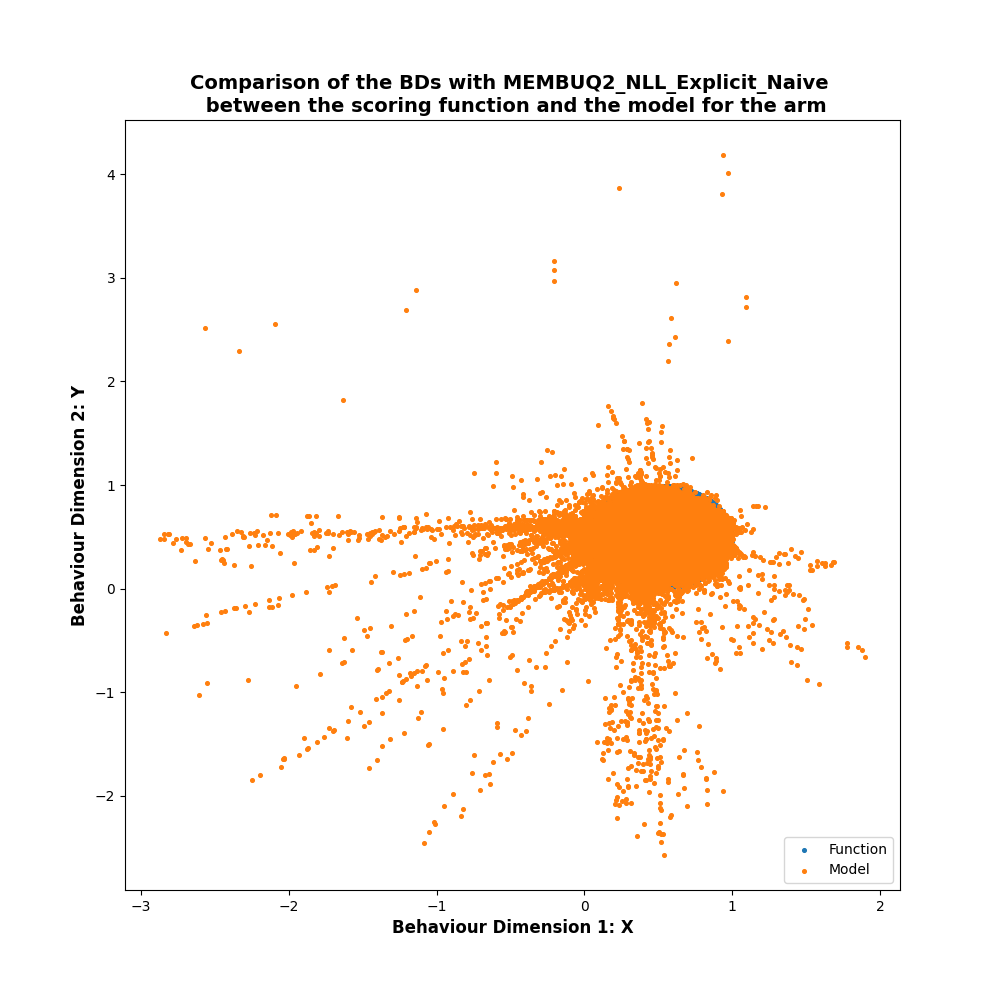 Comparison of the BDs with MEMBUQ2_NLL_Explicit_Naive
between the scoring function and the model for the arm
4
3
2
1
0
−1
−2
Behaviour Dimension 2: Y
Function
Model
−3
−2
−1
0
1
2
Behaviour Dimension 1: X